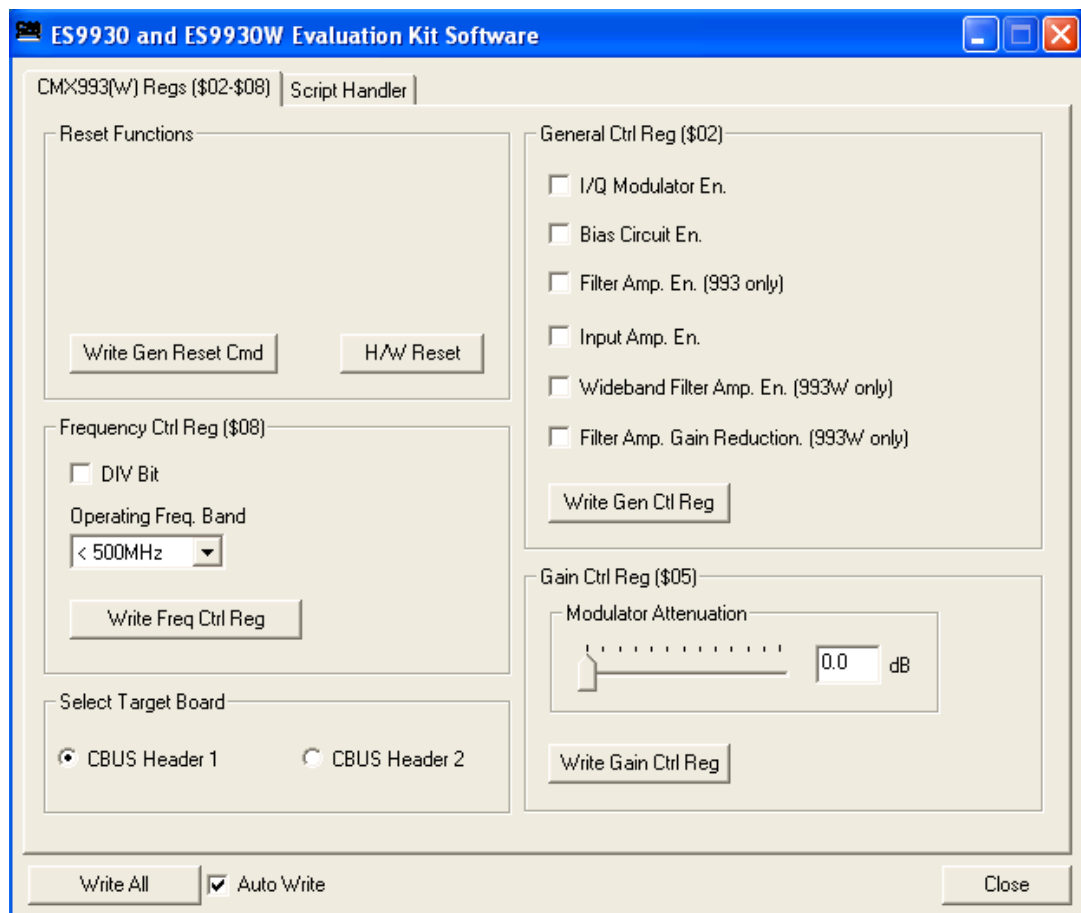 ES9930 and ES9930W Evaluation Kit Software
CMX993(W) Regs ($02-$08)
Script Handler
Reset Functions
Write Gen Reset Cmd
H/W Reset
Frequency Ctrl Reg ($08)
DIV Bit
Operating Freq. Band
< 500MHz
Write Freq Ctrl Reg
Select Target Board
CBUS Header 1
CBUS Header 2
General Ctrl Reg ($02)
I/Q Modulator En.
Bias Circuit En.
Filter Amp. En. (993 only)
Input Amp. En.
Wideband Filter Amp. En. (993W only)
Filter Amp. Gain Reduction. (993W only)
Write Gen Ctl Reg
Gain Ctrl Reg ($05)
Modulator Attenuation
0.0 dB
Write Gain Ctrl Reg
Write All
Auto Write
Close